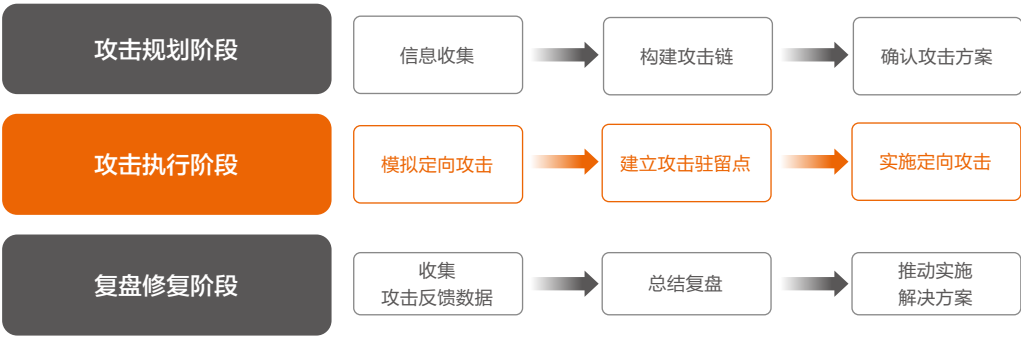 攻击规划阶段
信息收集
构建攻击链
确认攻击方案
攻击执行阶段
模拟定向攻击
建立攻击驻留点
实施定向攻击
复盘修复阶段
收集
攻击反馈数据
总结复盘
推动实施
解决方案